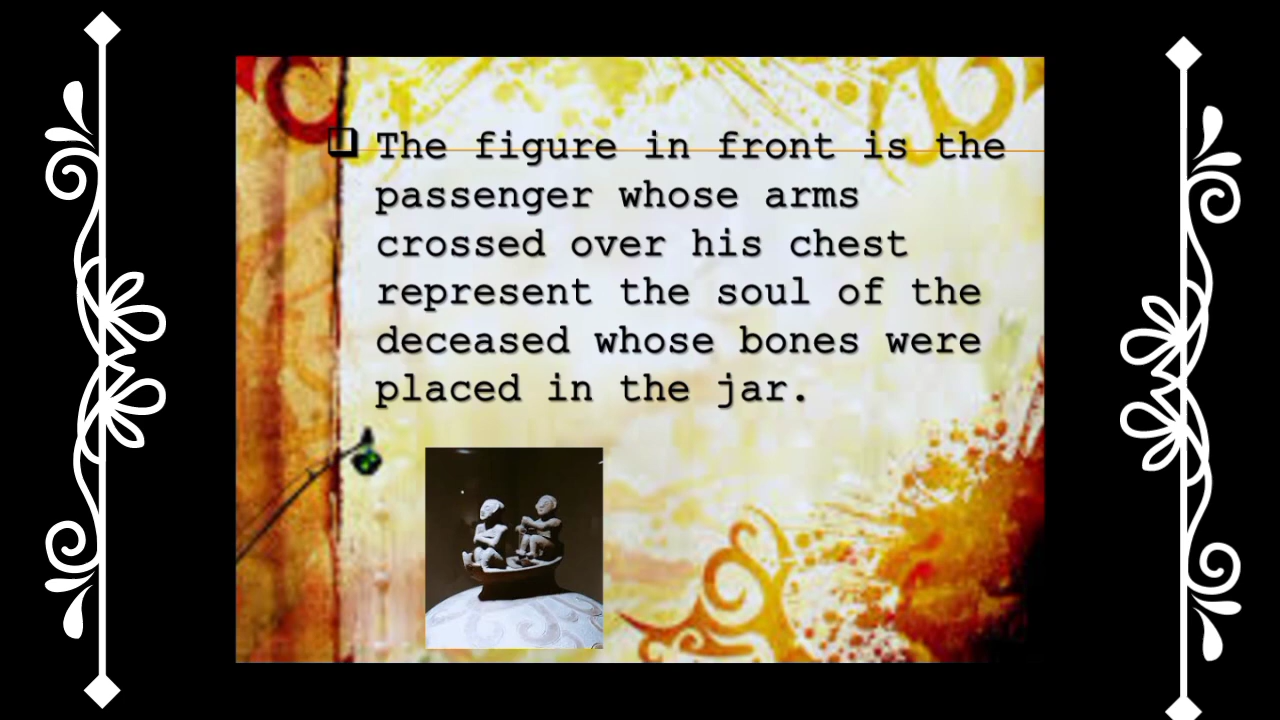 ❑ The figure in front is the
passenger whose arms
crossed over his chest
represent the soul of the
deceased whose bones were
placed in the jar.